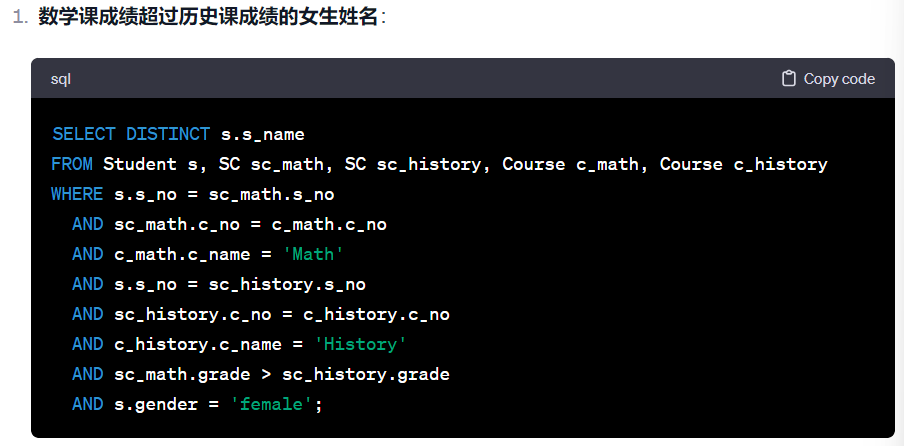 1. 数学课成绩超过历史课成绩的女生姓名：
sql Copy code
SELECT DISTINCT s.s_name
FROM Student s, SC sc_math, SC sc_history, Course c_math, Course c_history
WHERE s.s_no = sc_math.s_no
  AND sc_math.c_no = c_math.c_no
  AND c_math.c_name = 'Math'
  AND s.s_no = sc_history.s_no
  AND sc_history.c_no = c_history.c_no
  AND c_history.c_name = 'History'
  AND sc_math.grade > sc_history.grade
  AND s.gender = 'female';